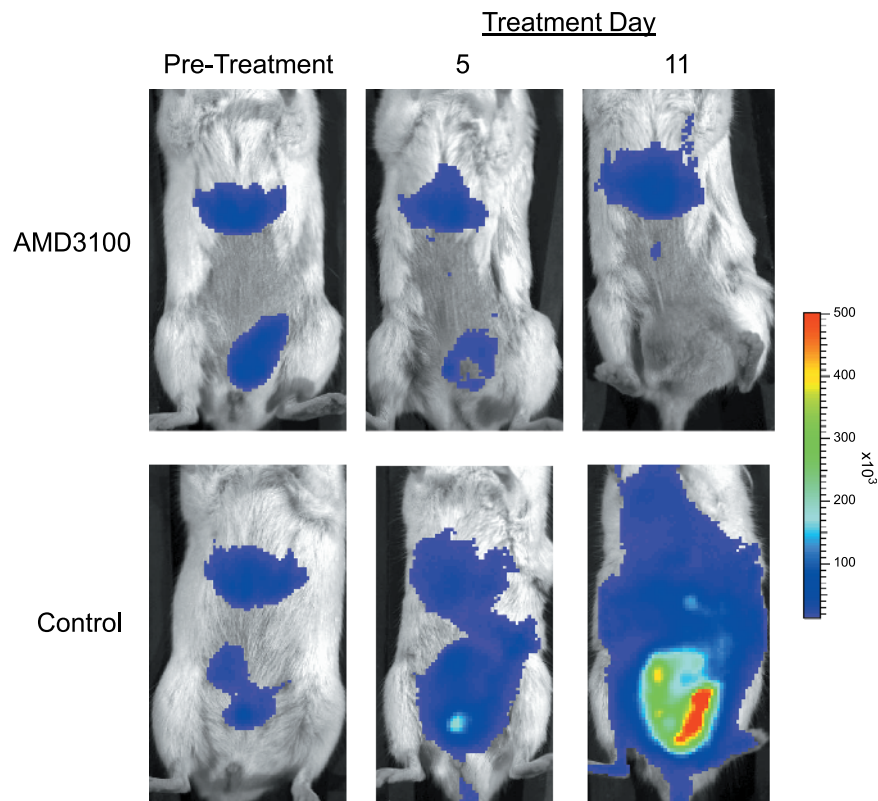 Treatment Day
Pre-Treatment 5 11
AMD3100
Control
500
400
300
200
100
x10³